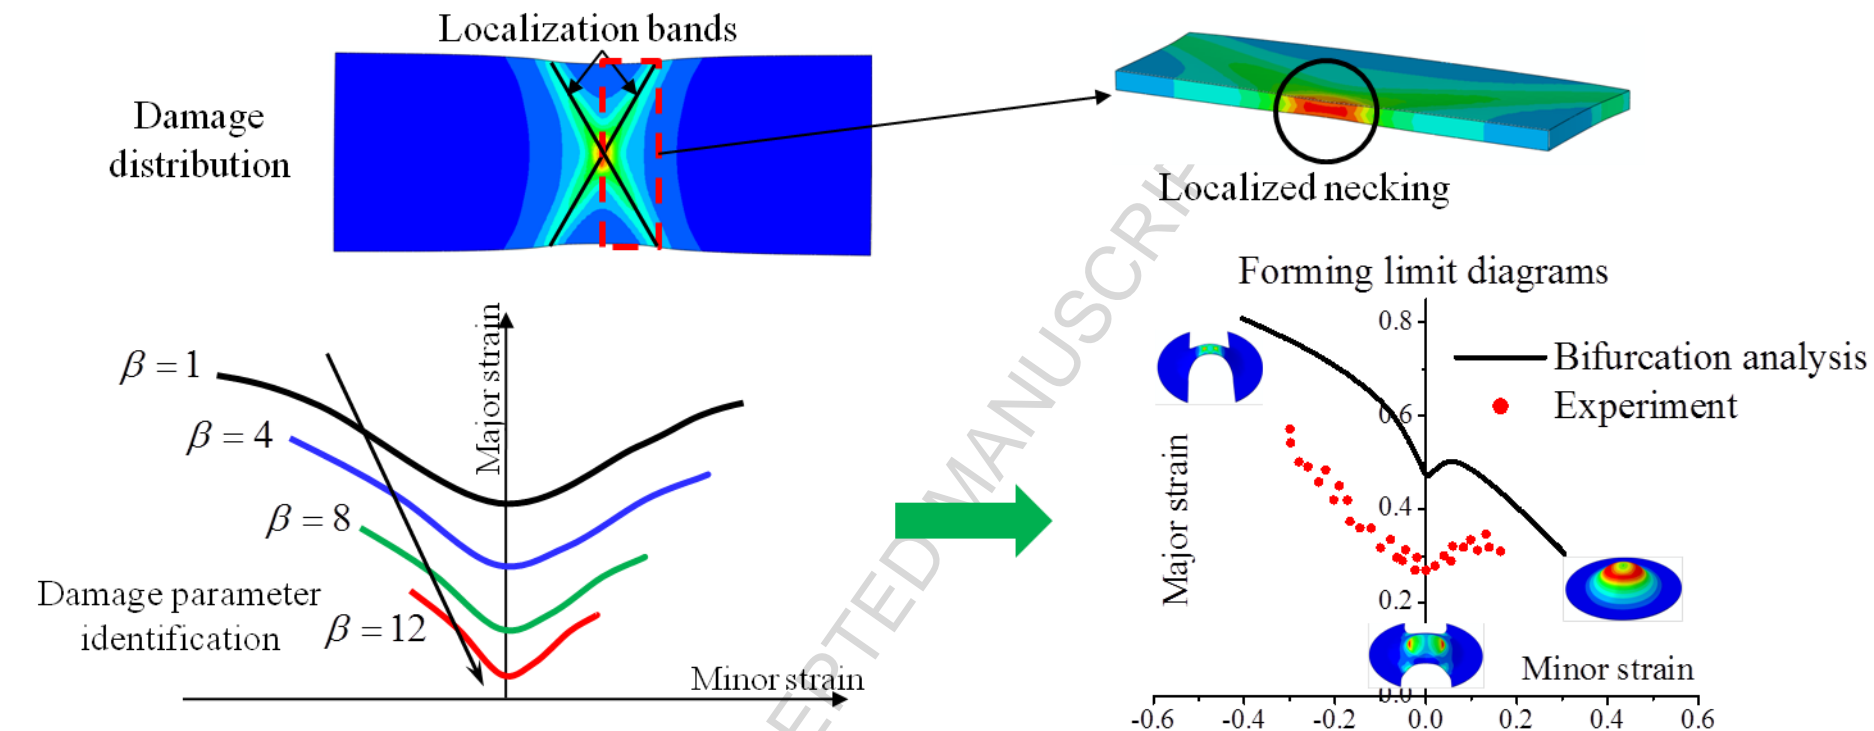 Localization bands
Damage
distribution
Localized necking
Forming limit diagrams
β = 1
β = 4
β = 8
β = 12
Major strain
Minor strain
Damage parameter
identification
Bifurcation analysis
Experiment
Major strain
Minor strain
0.8
0.6
0.4
0.2
0.0
-0.6 -0.4 -0.2 0.0 0.2 0.4 0.6